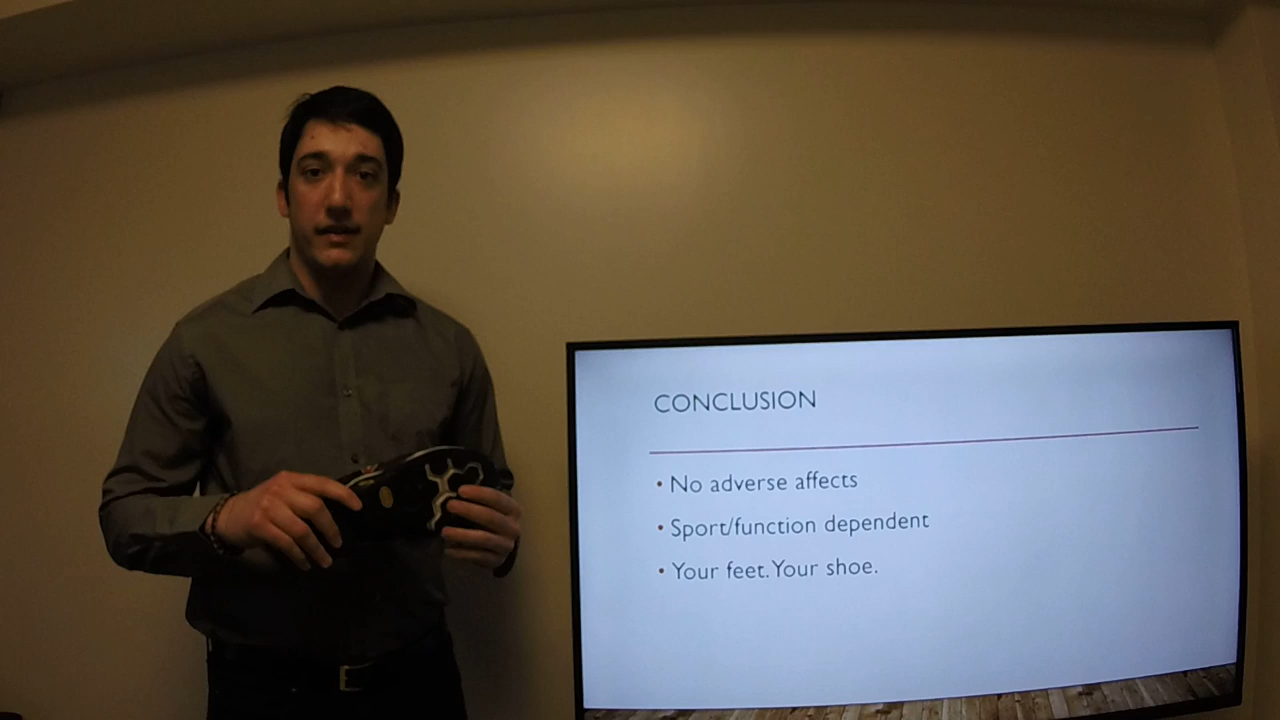 CONCLUSION
• No adverse affects
• Sport/function dependent
• Your feet. Your shoe.